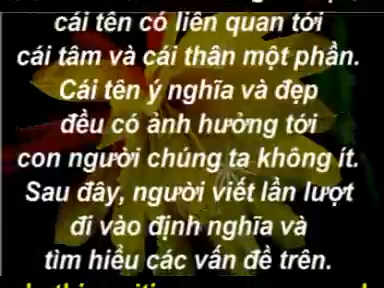 cái tên có liên quan tới
cái tâm và cái thân một phần.
Cái tên ý nghĩa và đẹp
đều có ảnh hưởng tới
con người chúng ta không ít.
Sau đây, người viết lần lượt
đi vào định nghĩa và
tìm hiểu các vấn đề trên.